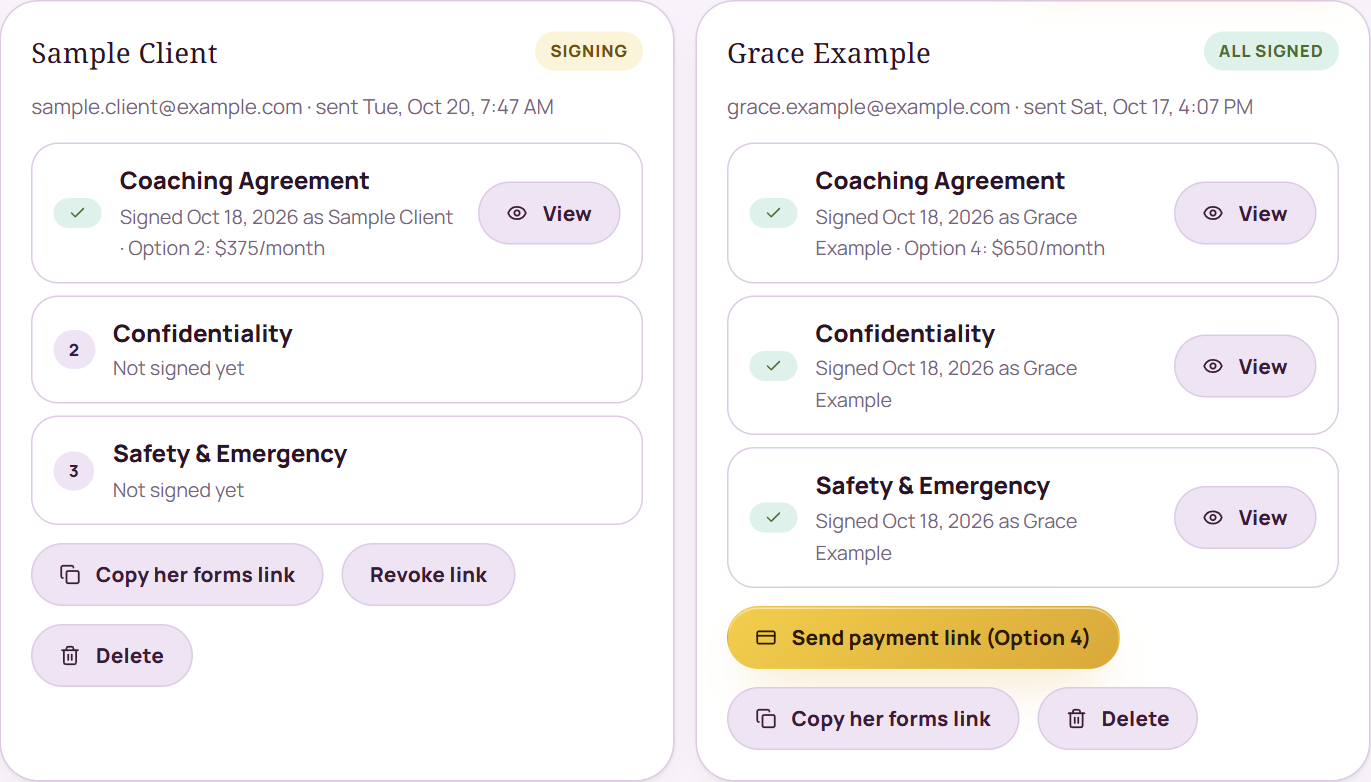 Sample Client
SIGNING
sample.client@example.com · sent Tue, Oct 20, 7:47 AM
Coaching Agreement
Signed Oct 18, 2026 as Sample Client
· Option 2: $375/month
View
2
Confidentiality
Not signed yet
3
Safety & Emergency
Not signed yet
Copy her forms link
Revoke link
Delete
Grace Example
ALL SIGNED
grace.example@example.com · sent Sat, Oct 17, 4:07 PM
Coaching Agreement
Signed Oct 18, 2026 as Grace
Example · Option 4: $650/month
View
Confidentiality
Signed Oct 18, 2026 as Grace
Example
View
Safety & Emergency
Signed Oct 18, 2026 as Grace
Example
View
Send payment link (Option 4)
Copy her forms link
Delete